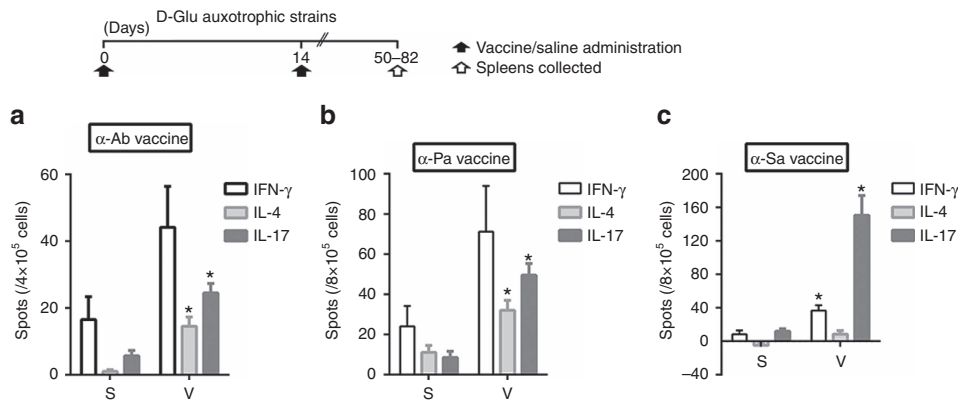 D-Glu auxotrophic strains
(Days)
0 14 50–82
Vaccine/saline administration
Spleens collected
a
α-Ab vaccine
60
40
20
0
Spots (/4×10⁵ cells)
S V
* *
IFN-γ
IL-4
IL-17
b
α-Pa vaccine
100
80
60
40
20
0
Spots (/8×10⁵ cells)
S V
* *
IFN-γ
IL-4
IL-17
c
α-Sa vaccine
200
160
120
80
40
0
−40
Spots (/8×10⁵ cells)
S V
* *
IFN-γ
IL-4
IL-17